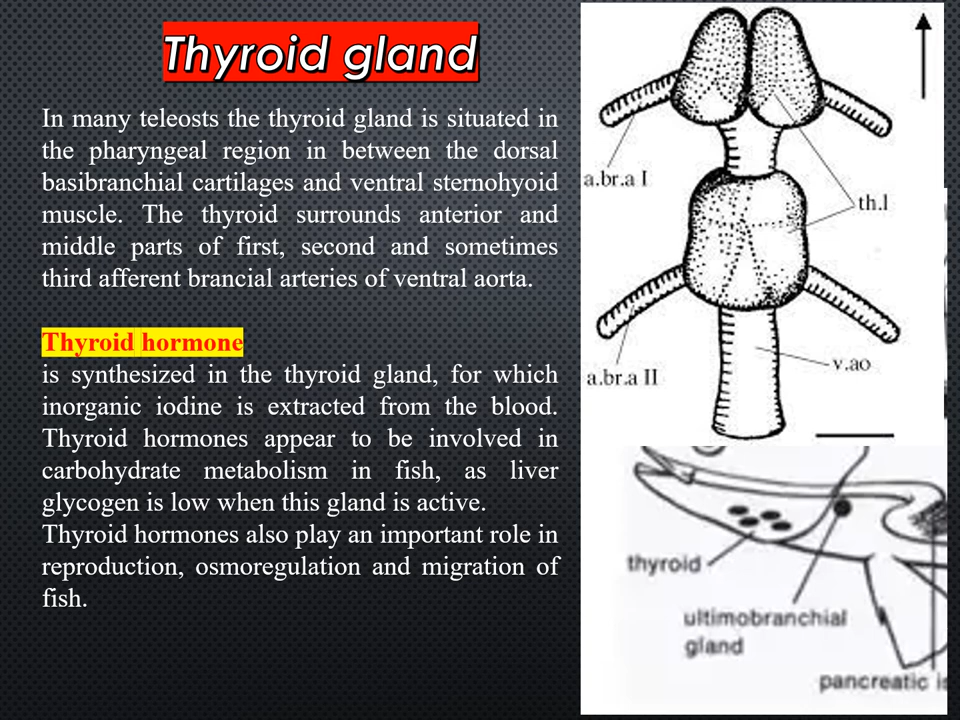 Thyroid gland
In many teleosts the thyroid gland is situated in
the pharyngeal region in between the dorsal
basibranchial cartilages and ventral sternohyoid
muscle. The thyroid surrounds anterior and
middle parts of first, second and sometimes
third afferent brancial arteries of ventral aorta.
Thyroid hormone
is synthesized in the thyroid gland, for which
inorganic iodine is extracted from the blood.
Thyroid hormones appear to be involved in
carbohydrate metabolism in fish, as liver
glycogen is low when this gland is active.
Thyroid hormones also play an important role in
reproduction, osmoregulation and migration of
fish.
a.br.a I
th.l
a.br.a II
v.ao
thyroid
ultimobranchial
gland
pancreatic